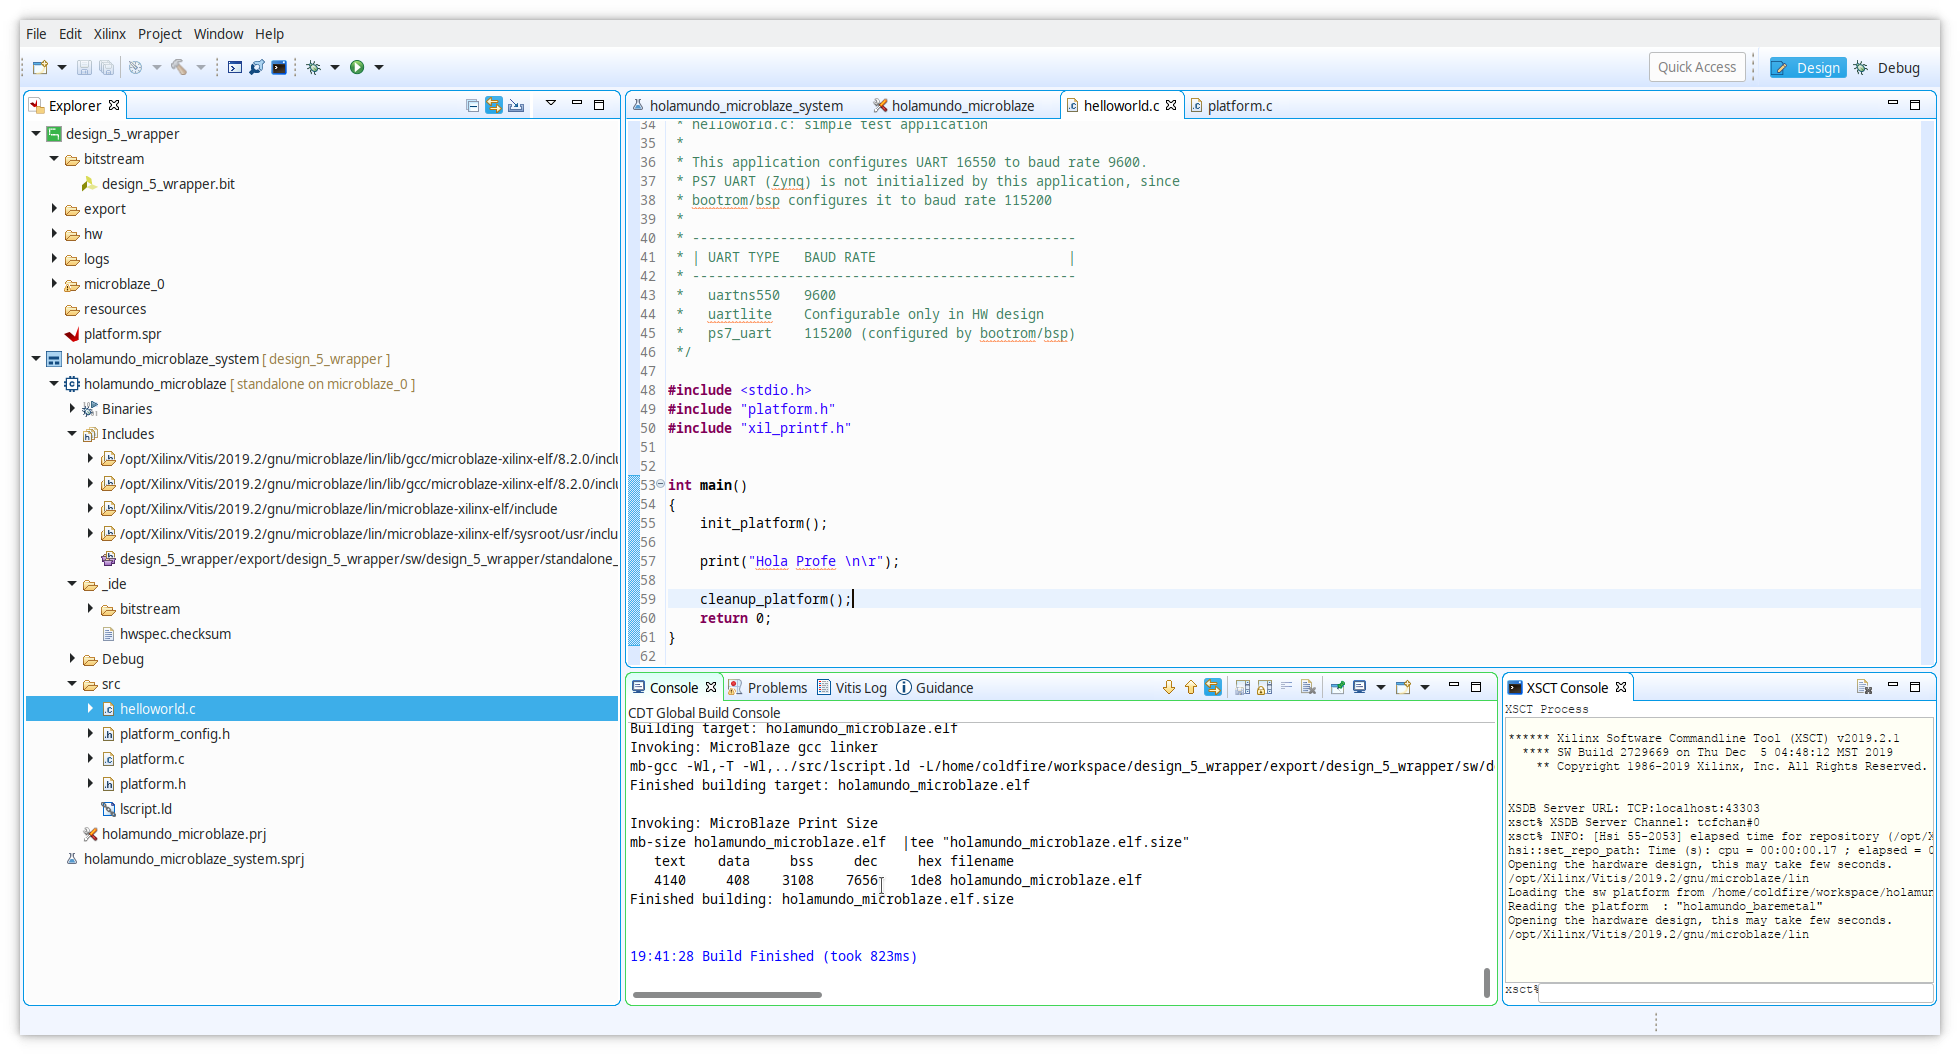 File Edit Xilinx Project Window Help
Quick Access
Design
Debug
Explorer
design_5_wrapper
bitstream
design_5_wrapper.bit
export
hw
logs
microblaze_0
resources
platform.spr
holamundo_microblaze_system [ design_5_wrapper ]
holamundo_microblaze [ standalone on microblaze_0 ]
Binaries
Includes
/opt/Xilinx/Vitis/2019.2/gnu/microblaze/lin/lib/gcc/microblaze-xilinx-elf/8.2.0/inclu
/opt/Xilinx/Vitis/2019.2/gnu/microblaze/lin/lib/gcc/microblaze-xilinx-elf/8.2.0/inclu
/opt/Xilinx/Vitis/2019.2/gnu/microblaze/lin/microblaze-xilinx-elf/include
/opt/Xilinx/Vitis/2019.2/gnu/microblaze/lin/microblaze-xilinx-elf/sysroot/usr/inclu
design_5_wrapper/export/design_5_wrapper/sw/design_5_wrapper/standalone_
_ide
bitstream
hwspec.checksum
Debug
src
helloworld.c
platform_config.h
platform.c
platform.h
lscript.ld
holamundo_microblaze.prj
holamundo_microblaze_system.sprj
holamundo_microblaze_system
holamundo_microblaze
helloworld.c
platform.c
34 * helloworld.c: simple test application
35 *
36 * This application configures UART 16550 to baud rate 9600.
37 * PS7 UART (Zynq) is not initialized by this application, since
38 * bootrom/bsp configures it to baud rate 115200
39 *
40 * ------------------------------------------------
41 * | UART TYPE   BAUD RATE                        |
42 * ------------------------------------------------
43 *   uartns550   9600
44 *   uartlite    Configurable only in HW design
45 *   ps7_uart    115200 (configured by bootrom/bsp)
46 */
47
48 #include <stdio.h>
49 #include "platform.h"
50 #include "xil_printf.h"
51
52
53 int main()
54 {
55     init_platform();
56
57     print("Hola Profe \n\r");
58
59     cleanup_platform();
60     return 0;
61 }
62
Console
Problems
Vitis Log
Guidance
CDT Global Build Console
Building target: holamundo_microblaze.elf
Invoking: MicroBlaze gcc linker
mb-gcc -Wl,-T -Wl,../src/lscript.ld -L/home/coldfire/workspace/design_5_wrapper/export/design_5_wrapper/sw/d
Finished building target: holamundo_microblaze.elf
Invoking: MicroBlaze Print Size
mb-size holamundo_microblaze.elf  |tee "holamundo_microblaze.elf.size"
text    data     bss     dec     hex filename
4140     408    3108    7656    1de8 holamundo_microblaze.elf
Finished building: holamundo_microblaze.elf.size
19:41:28 Build Finished (took 823ms)
XSCT Console
XSCT Process
****** Xilinx Software Commandline Tool (XSCT) v2019.2.1
**** SW Build 2729669 on Thu Dec  5 04:48:12 MST 2019
** Copyright 1986-2019 Xilinx, Inc. All Rights Reserved.
XSDB Server URL: TCP:localhost:43303
xsct% XSDB Server Channel: tcfchan#0
xsct% INFO: [Hsi 55-2053] elapsed time for repository (/opt/X
hsi::set_repo_path: Time (s): cpu = 00:00:00.17 ; elapsed = 0
Opening the hardware design, this may take few seconds.
/opt/Xilinx/Vitis/2019.2/gnu/microblaze/lin
Loading the sw platform from /home/coldfire/workspace/holamun
Reading the platform  : "holamundo_baremetal"
Opening the hardware design, this may take few seconds.
/opt/Xilinx/Vitis/2019.2/gnu/microblaze/lin
xsct%